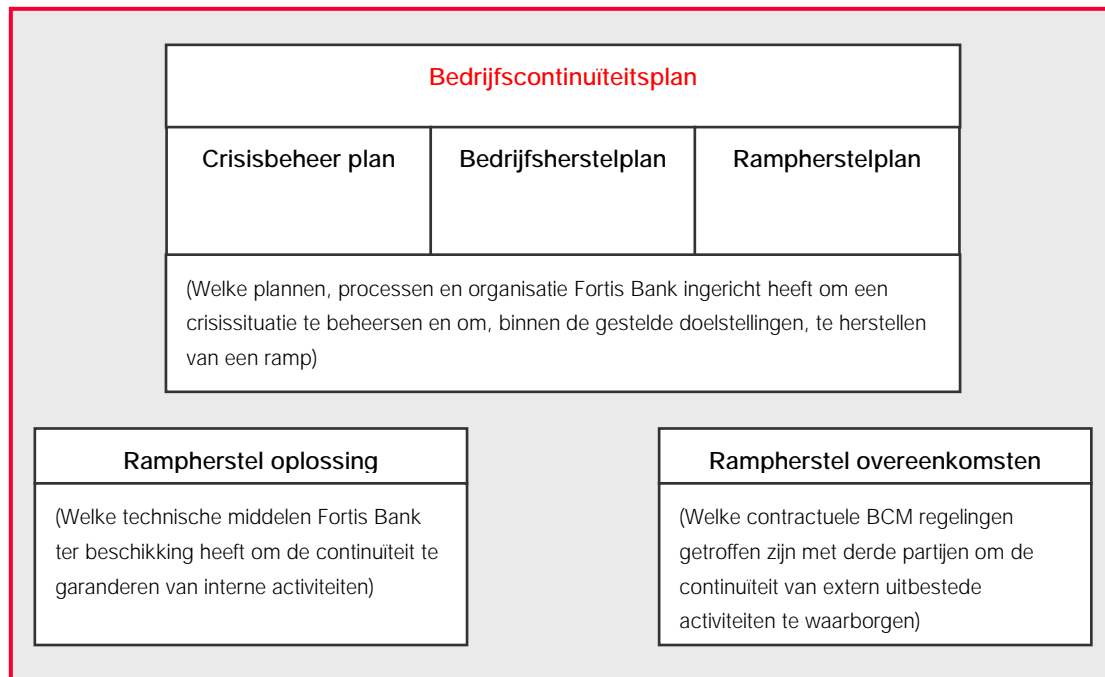 Bedrijfscontinuïteitsplan
Crisisbeheer plan
Bedrijfsherstelplan
Rampherstelplan
(Welke plannen, processen en organisatie Fortis Bank ingericht heeft om een
crisissituatie te beheersen en om, binnen de gestelde doelstellingen, te herstellen
van een ramp)
Rampherstel oplossing
(Welke technische middelen Fortis Bank
ter beschikking heeft om de continuïteit te
garanderen van interne activiteiten)
Rampherstel overeenkomsten
(Welke contractuele BCM regelingen
getroffen zijn met derde partijen om de
continuïteit van extern uitbestede
activiteiten te waarborgen)